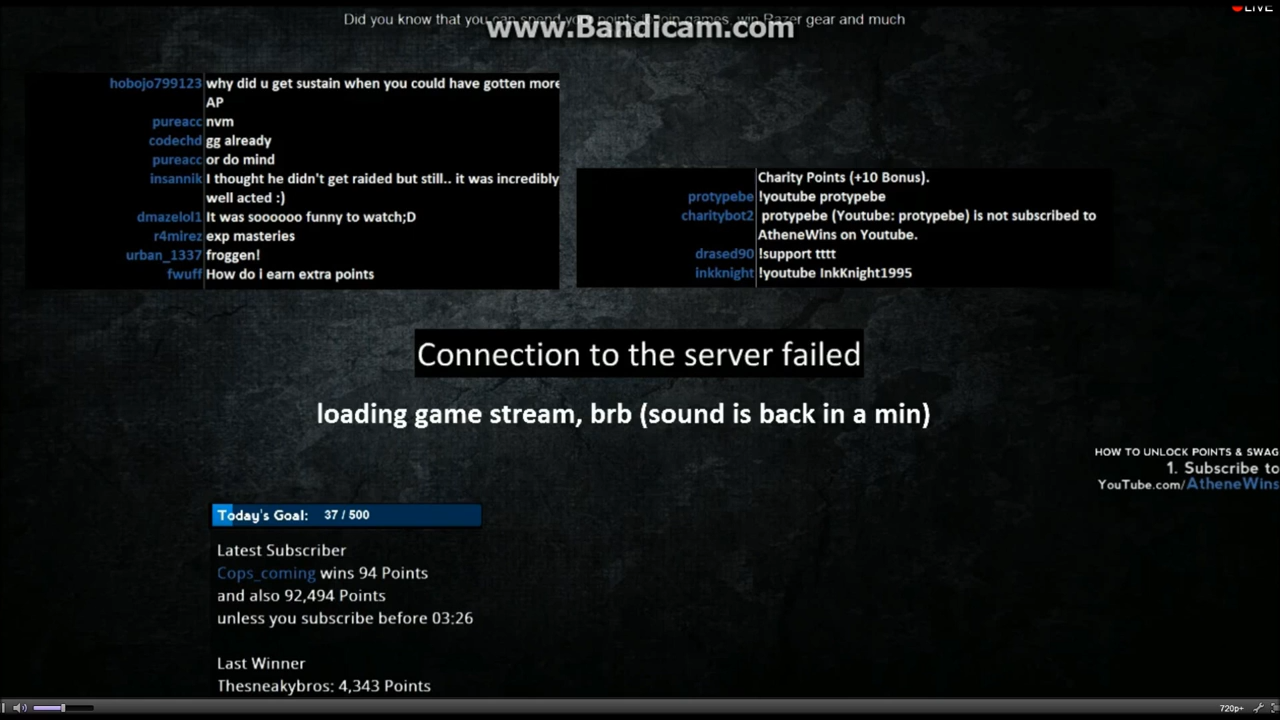 LIVE
Did you know that you can spend your points to join games, win Razer gear and much
www.Bandicam.com
hobojo799123 why did u get sustain when you could have gotten more
AP
pureacc nvm
codechd gg already
pureacc or do mind
insannik I thought he didn't get raided but still.. it was incredibly
well acted :)
dmazelol1 It was soooooo funny to watch;D
r4mirez exp masteries
urban_1337 froggen!
fwuff How do i earn extra points
Charity Points (+10 Bonus).
protypebe !youtube protypebe
charitybot2 protypebe (Youtube: protypebe) is not subscribed to
AtheneWins on Youtube.
drased90 !support tttt
inkknight !youtube InkKnight1995
Connection to the server failed
loading game stream, brb (sound is back in a min)
HOW TO UNLOCK POINTS & SWAG
1. Subscribe to
YouTube.com/AtheneWins
Today's Goal: 37 / 500
Latest Subscriber
Cops_coming wins 94 Points
and also 92,494 Points
unless you subscribe before 03:26
Last Winner
Thesneakybros: 4,343 Points
720p+